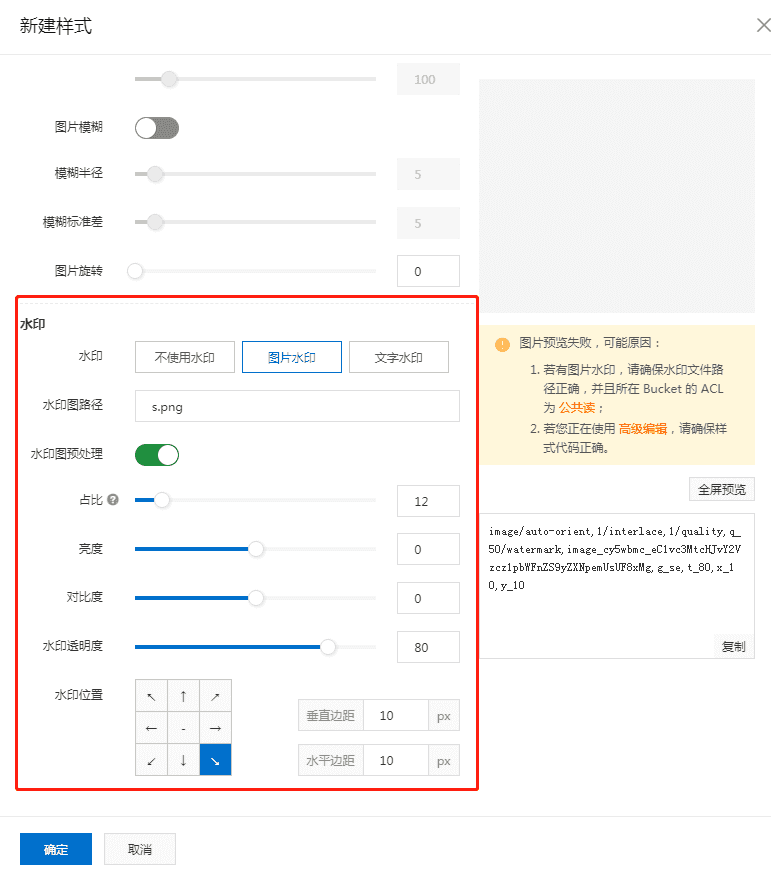 新建样式
100
图片模糊
模糊半径 5
模糊标准差 5
图片旋转 0
水印
水印 不使用水印 图片水印 文字水印
水印图路径 s.png
水印图预处理
占比 ? 12
亮度 0
对比度 0
水印透明度 80
水印位置
↖ ↑ ↗
← - →
↙ ↓ ↘
垂直边距 10 px
水平边距 10 px
确定 取消
! 图片预览失败，可能原因：
1. 若有图片水印，请确保水印文件路
径正确，并且所在 Bucket 的 ACL
为 公共读；
2. 若您正在使用 高级编辑，请确保样
式代码正确。
全屏预览
image/auto-orient,1/interlace,1/quality,q_
50/watermark,image_cy5wbmc_eC1vc3MtcHJvY2V
zcz1pbWFnZS9yZXNpemUsUF8xMg,g_se,t_80,x_1
0,y_10
复制